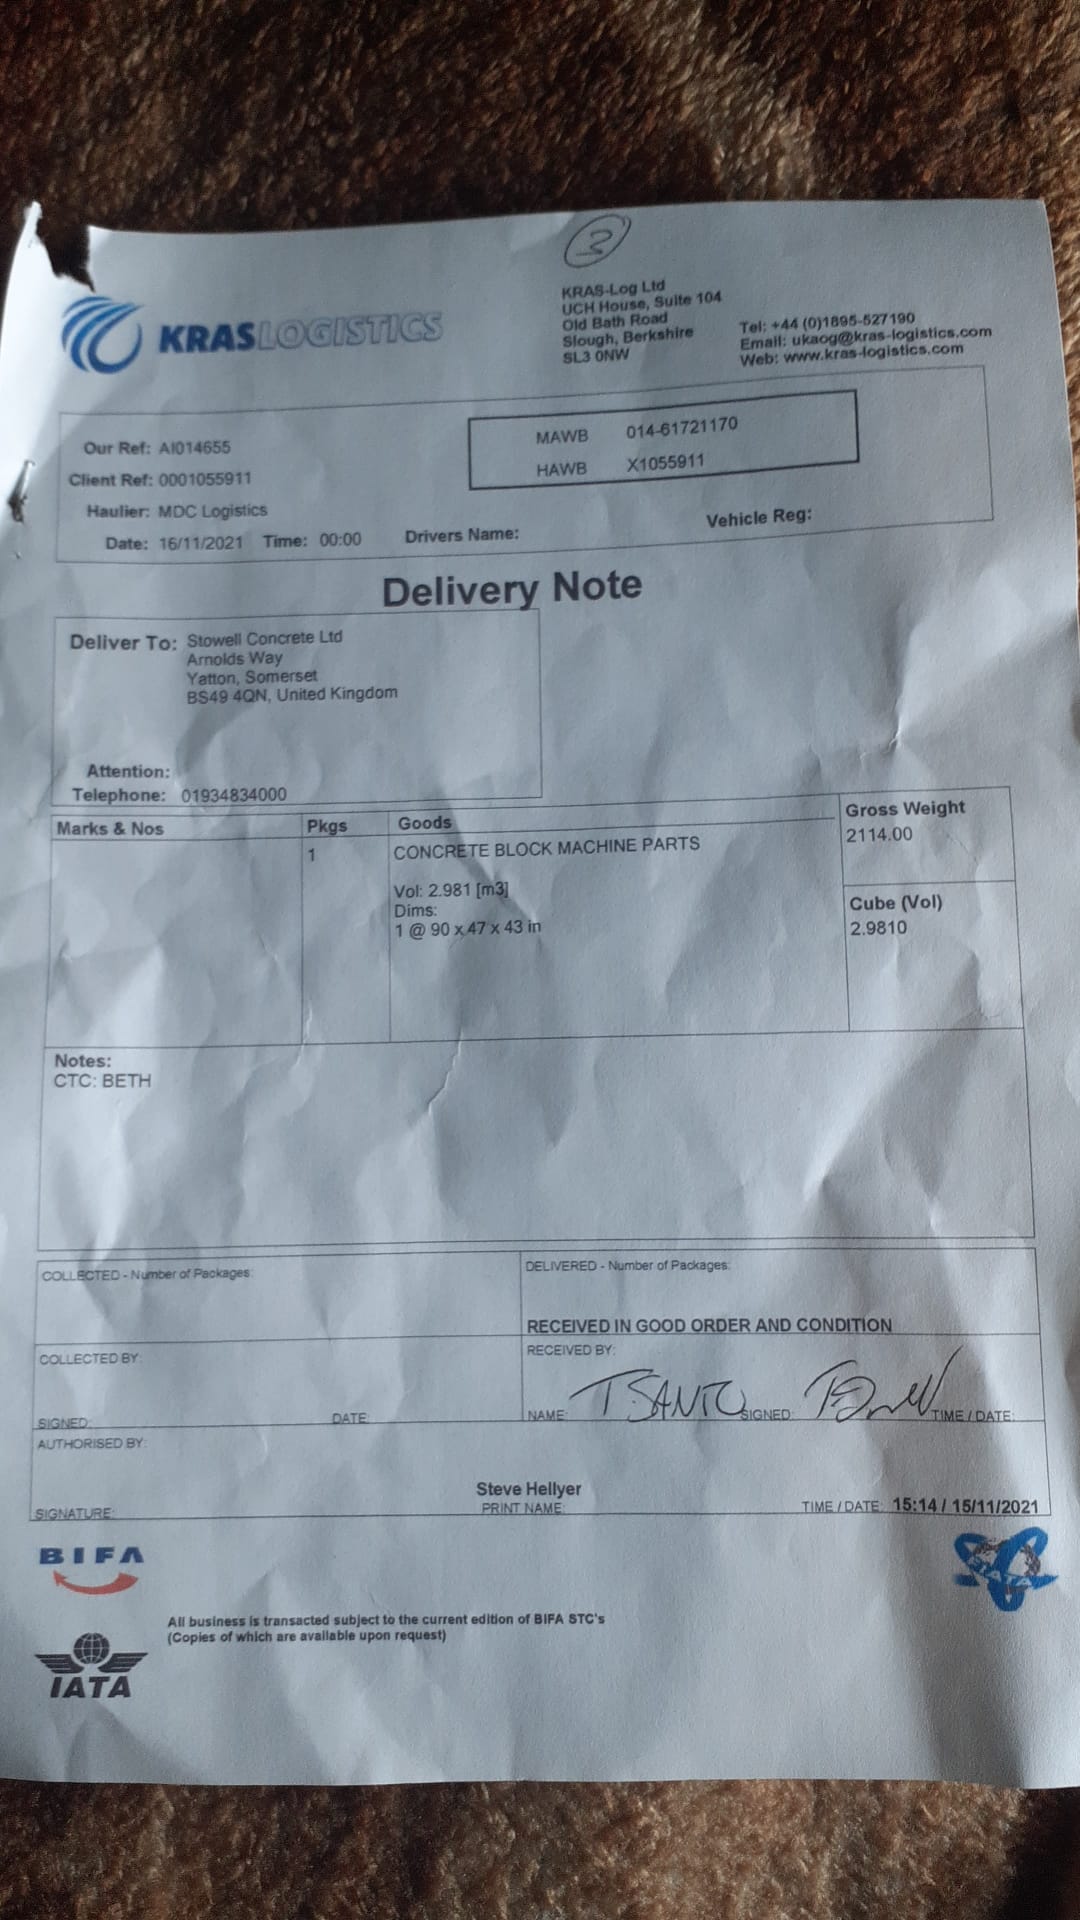 3
KRASLOGISTICS
KRAS-Log Ltd
UCH House, Suite 104
Old Bath Road
Slough, Berkshire
SL3 0NW
Tel: +44 (0)1895-527190
Email: ukaog@kras-logistics.com
Web: www.kras-logistics.com
Our Ref: AI014655
Client Ref: 0001055911
Haulier: MDC Logistics
Date: 16/11/2021 Time: 00:00 Drivers Name: Vehicle Reg:
MAWB 014-61721170
HAWB X1055911
Delivery Note
Deliver To: Stowell Concrete Ltd
Arnolds Way
Yatton, Somerset
BS49 4QN, United Kingdom
Attention:
Telephone: 01934834000
Marks & Nos Pkgs Goods Gross Weight
1 CONCRETE BLOCK MACHINE PARTS 2114.00
Vol: 2.981 [m3]
Dims:
1 @ 90 x 47 x 43 in
Cube (Vol)
2.9810
Notes:
CTC: BETH
COLLECTED - Number of Packages:
DELIVERED - Number of Packages:
RECEIVED IN GOOD ORDER AND CONDITION
COLLECTED BY:
RECEIVED BY:
SIGNED: DATE:
NAME: T. SANTO SIGNED: TIME / DATE:
AUTHORISED BY:
Steve Hellyer
SIGNATURE: PRINT NAME: TIME / DATE: 15:14 / 15/11/2021
BIFA
FIATA
All business is transacted subject to the current edition of BIFA STC's
(Copies of which are available upon request)
IATA